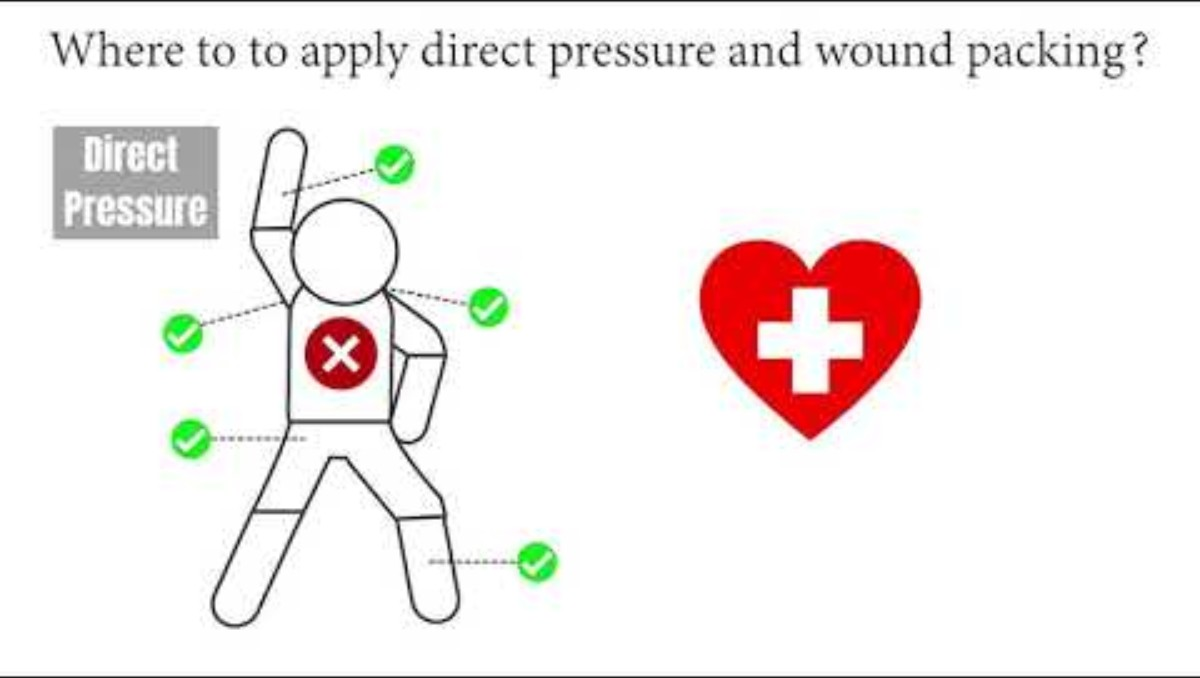 Where to to apply direct pressure and wound packing?
Direct
Pressure